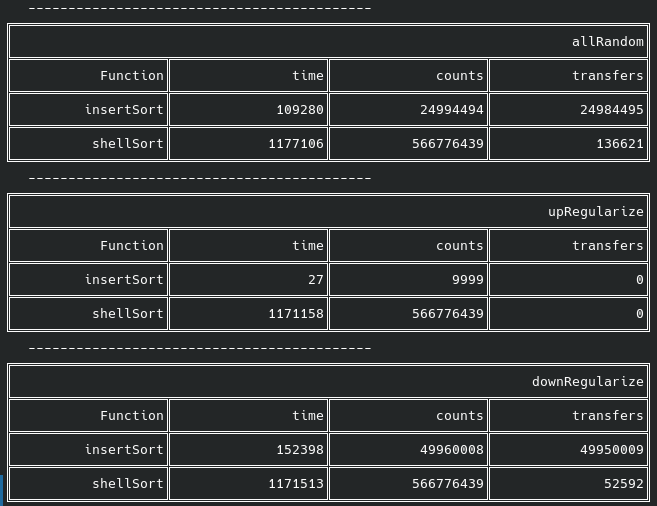 -------------------------------------------
allRandom
Function time counts transfers
insertSort 109280 24994494 24984495
shellSort 1177106 566776439 136621
-------------------------------------------
upRegularize
Function time counts transfers
insertSort 27 9999 0
shellSort 1171158 566776439 0
-------------------------------------------
downRegularize
Function time counts transfers
insertSort 152398 49960008 49950009
shellSort 1171513 566776439 52592